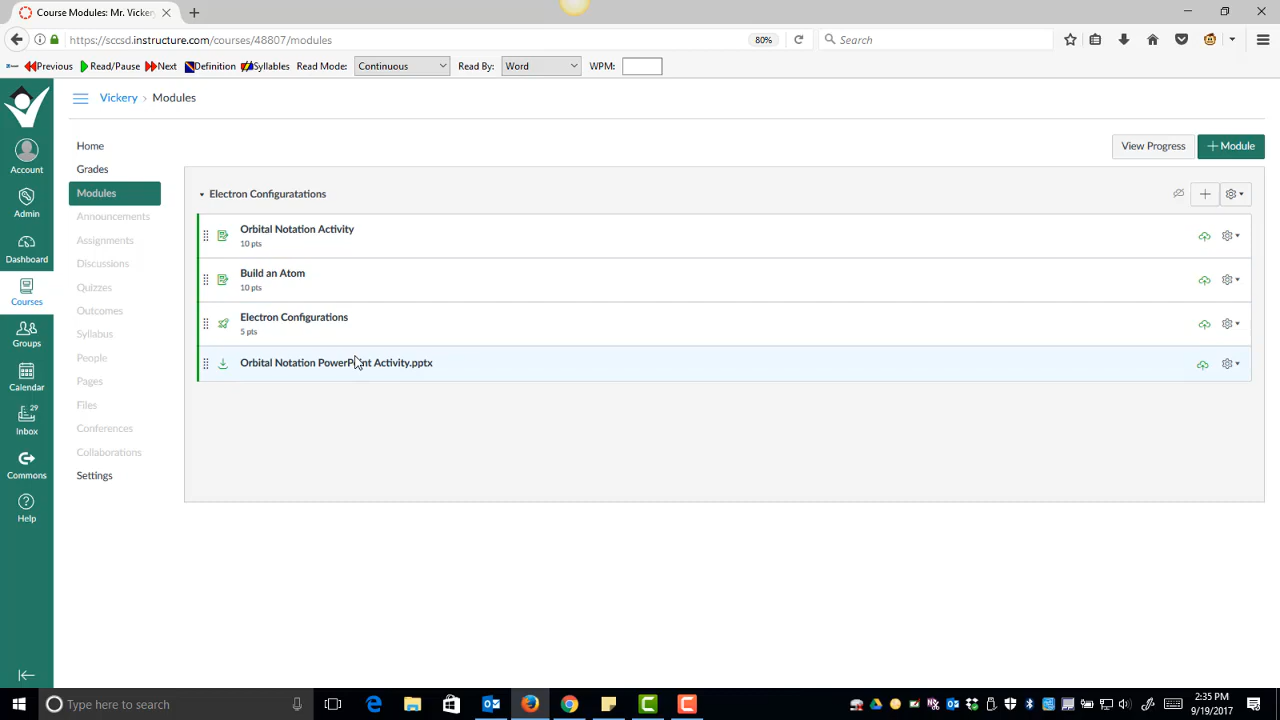 Course Modules: Mr. Vickery
https://sccsd.instructure.com/courses/48807/modules
80%
Search
Previous Read/Pause Next Definition Syllables Read Mode: Continuous Read By: Word WPM:
Vickery > Modules
Account
Admin
Dashboard
Courses
Groups
Calendar
29
Inbox
Commons
Help
Home
Grades
Modules
Announcements
Assignments
Discussions
Quizzes
Outcomes
Syllabus
People
Pages
Files
Conferences
Collaborations
Settings
View Progress
+ Module
Electron Configuratations
Orbital Notation Activity
10 pts
Build an Atom
10 pts
Electron Configurations
5 pts
Orbital Notation PowerPoint Activity.pptx
Type here to search
2:35 PM
9/19/2017